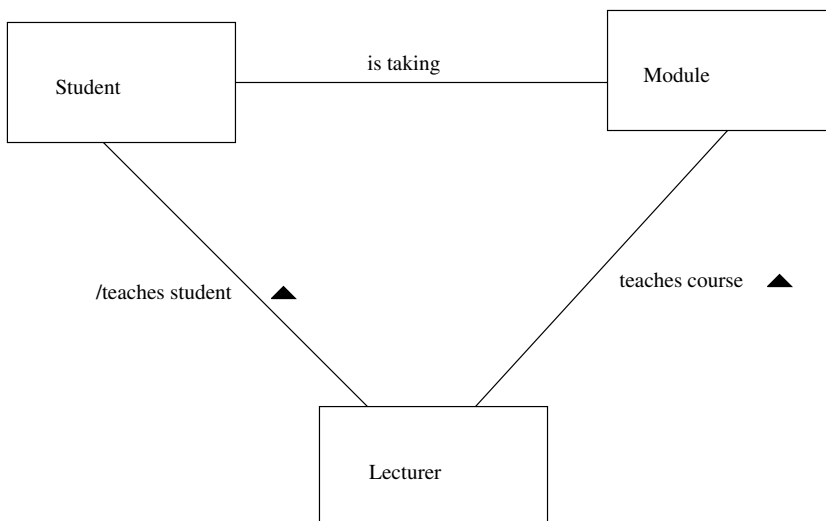 is taking
Student
Module
/teaches student
teaches course
Lecturer